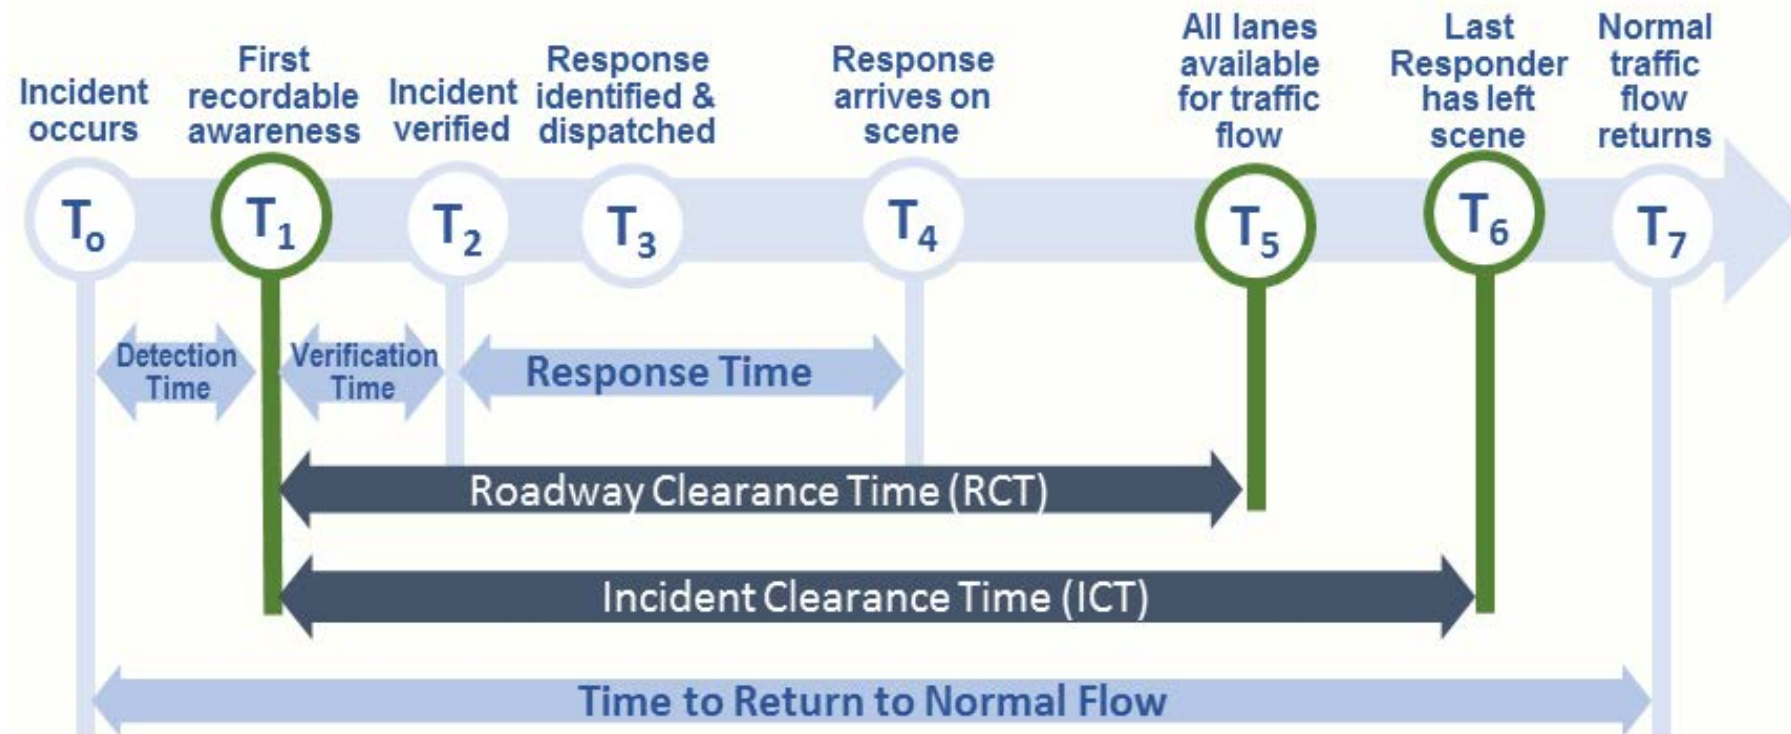 Incident
occurs
First
recordable
awareness
Incident
verified
Response
identified &
dispatched
Response
arrives on
scene
All lanes
available
for traffic
flow
Last
Responder
has left
scene
Normal
traffic
flow
returns
To
T1
T2
T3
T4
T5
T6
T7
Detection
Time
Verification
Time
Response Time
Roadway Clearance Time (RCT)
Incident Clearance Time (ICT)
Time to Return to Normal Flow